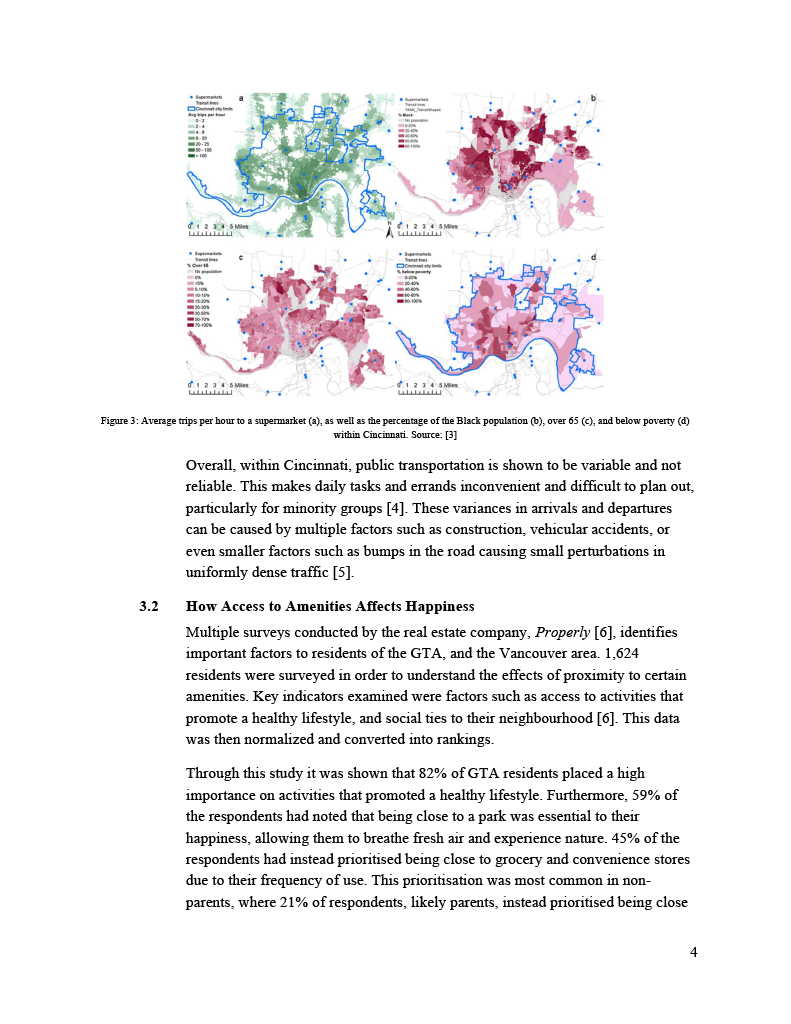 a
Supermarkets
Transit lines
Cincinnati city limits
Avg trips per hour
0 - 2
2 - 4
4 - 8
8 - 20
20 - 25
50 - 100
> 100
0 1 2 3 4 5 Miles
N
b
Supermarkets
Transit lines
TANK_TransitShapes
% Black
No population
0-20%
20-40%
40-60%
60-80%
80-100%
0 1 2 3 4 5 Miles
c
Supermarkets
Transit lines
% Over 65
No population
0%
<5%
5-10%
10-15%
15-20%
20-30%
30-50%
50-70%
70-100%
0 1 2 3 4 5 Miles
d
Supermarkets
Transit lines
Cincinnati city limits
% below poverty
0-20%
20-40%
40-60%
60-80%
80-100%
0 1 2 3 4 5 Miles
Figure 3: Average trips per hour to a supermarket (a), as well as the percentage of the Black population (b), over 65 (c), and below poverty (d)
within Cincinnati. Source: [3]
Overall, within Cincinnati, public transportation is shown to be variable and not
reliable. This makes daily tasks and errands inconvenient and difficult to plan out,
particularly for minority groups [4]. These variances in arrivals and departures
can be caused by multiple factors such as construction, vehicular accidents, or
even smaller factors such as bumps in the road causing small perturbations in
uniformly dense traffic [5].
3.2 How Access to Amenities Affects Happiness
Multiple surveys conducted by the real estate company, Properly [6], identifies
important factors to residents of the GTA, and the Vancouver area. 1,624
residents were surveyed in order to understand the effects of proximity to certain
amenities. Key indicators examined were factors such as access to activities that
promote a healthy lifestyle, and social ties to their neighbourhood [6]. This data
was then normalized and converted into rankings.
Through this study it was shown that 82% of GTA residents placed a high
importance on activities that promoted a healthy lifestyle. Furthermore, 59% of
the respondents had noted that being close to a park was essential to their
happiness, allowing them to breathe fresh air and experience nature. 45% of the
respondents had instead prioritised being close to grocery and convenience stores
due to their frequency of use. This prioritisation was most common in non-
parents, where 21% of respondents, likely parents, instead prioritised being close
4